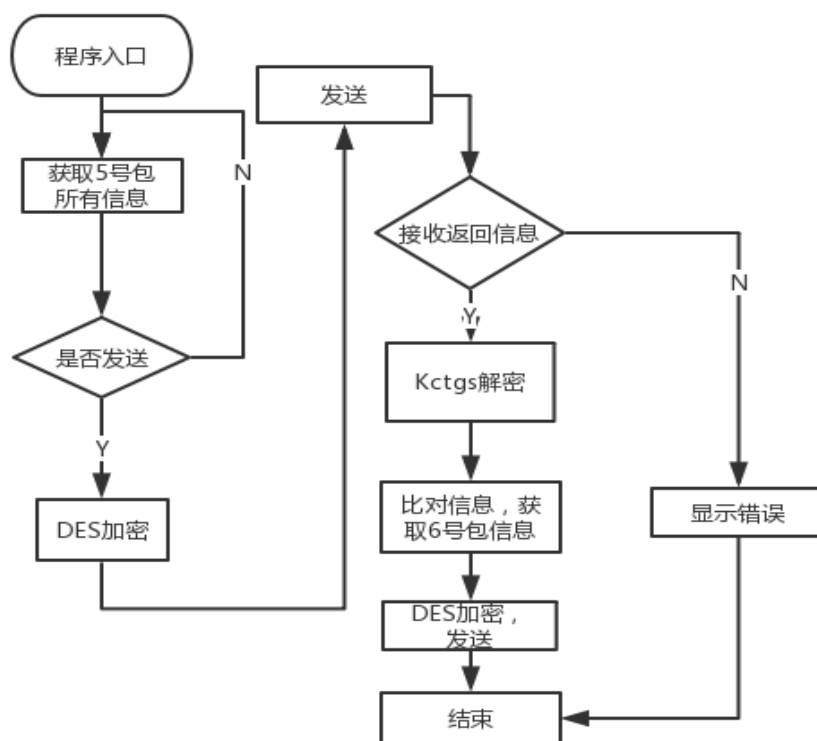 程序入口
获取5号包
所有信息
N
是否发送
Y
DES加密
发送
接收返回信息
N
Y
Kctgs解密
比对信息，获
取6号包信息
显示错误
DES加密，
发送
结束